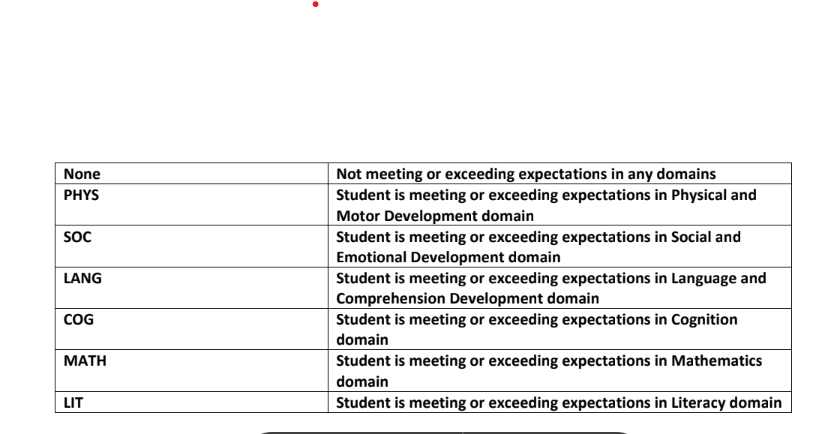 None Not meeting or exceeding expectations in any domains
PHYS Student is meeting or exceeding expectations in Physical and
Motor Development domain
SOC Student is meeting or exceeding expectations in Social and
Emotional Development domain
LANG Student is meeting or exceeding expectations in Language and
Comprehension Development domain
COG Student is meeting or exceeding expectations in Cognition
domain
MATH Student is meeting or exceeding expectations in Mathematics
domain
LIT Student is meeting or exceeding expectations in Literacy domain